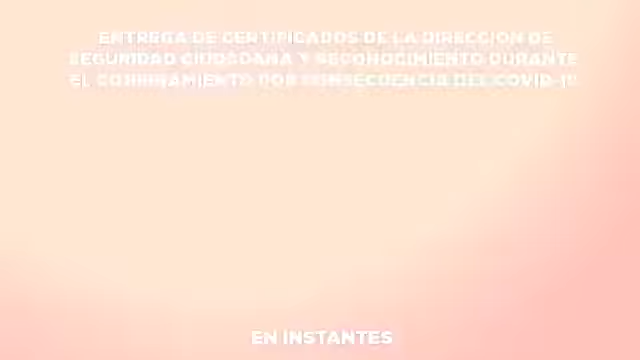 ENTREGA DE CERTIFICADOS DE LA DIRECCIÓN DE
SEGURIDAD CIUDADANA Y RECONOCIMIENTO DURANTE
EL CONFINAMIENTO POR CONSECUENCIA DEL COVID-19
EN INSTANTES